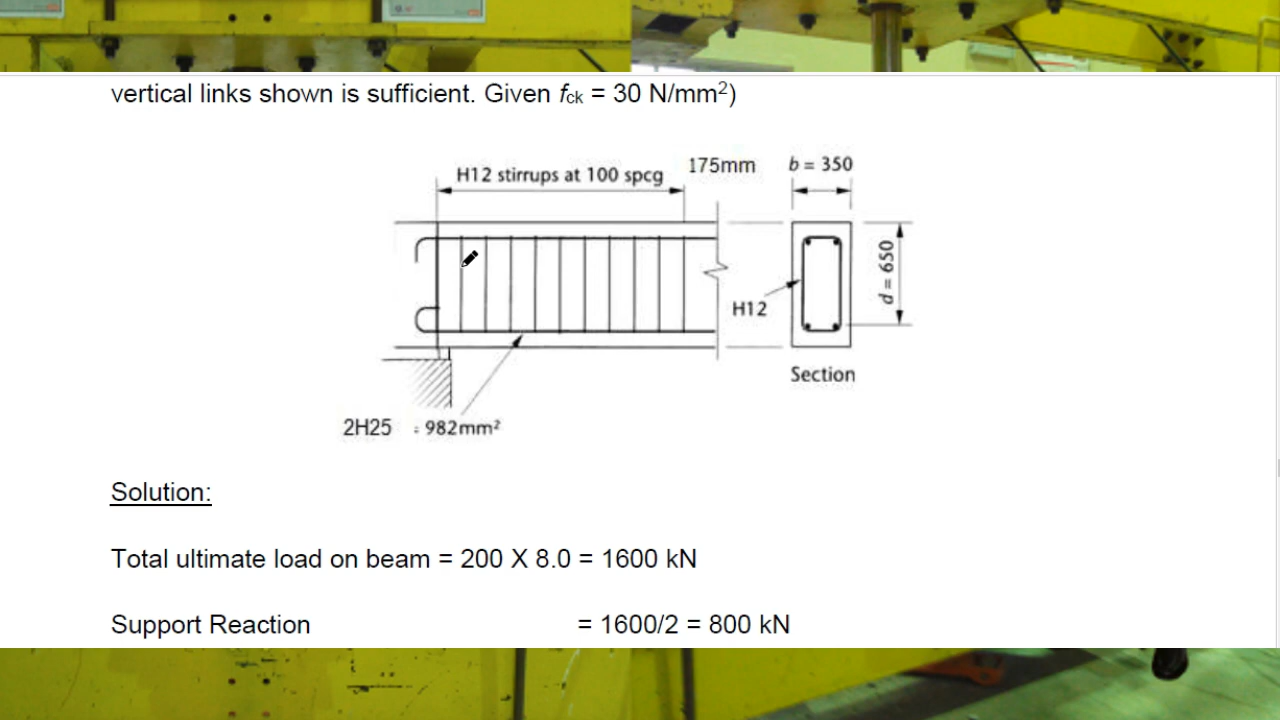 vertical links shown is sufficient. Given fck = 30 N/mm²)
H12 stirrups at 100 spcg 175mm b = 350
d = 650
H12
Section
2H25 = 982mm²
Solution:
Total ultimate load on beam = 200 X 8.0 = 1600 kN
Support Reaction = 1600/2 = 800 kN